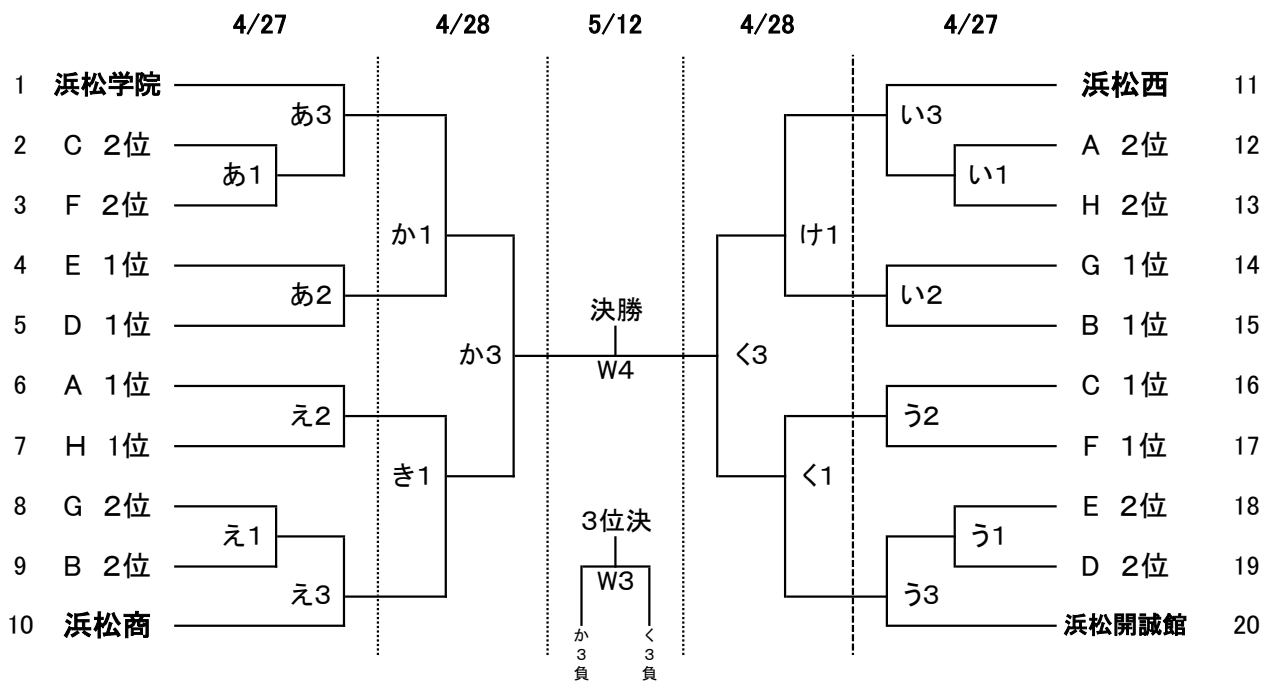 4/27 4/28 5/12 4/28 4/27
1 浜松学院 浜松西 11
あ3 い3
2 C 2位 A 2位 12
あ1 い1
3 F 2位 H 2位 13
か1 け1
4 E 1位 G 1位 14
あ2 い2
決勝
5 D 1位 B 1位 15
か3 W4 く3
6 A 1位 C 1位 16
え2 う2
7 H 1位 F 1位 17
き1 く1
8 G 2位 E 2位 18
3位決
え1 う1
9 B 2位 D 2位 19
W3
え3 う3
10 浜松商 浜松開誠館 20
か3負 く3負